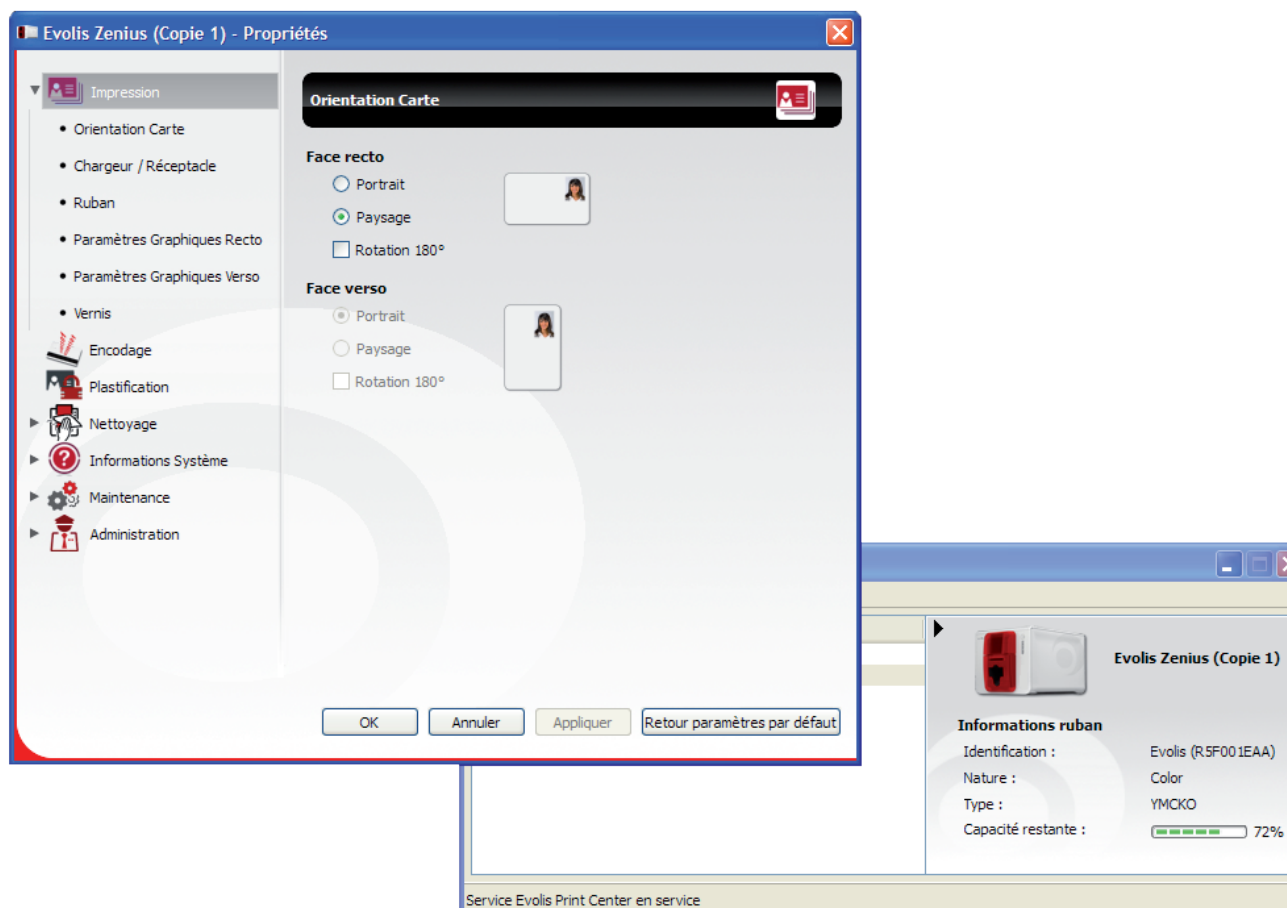 Evolis Zenius (Copie 1) - Propriétés
Impression
Orientation Carte
Chargeur / Réceptacle
Ruban
Paramètres Graphiques Recto
Paramètres Graphiques Verso
Vernis
Encodage
Plastification
Nettoyage
Informations Système
Maintenance
Administration
Orientation Carte
Face recto
Portrait
Paysage
Rotation 180°
Face verso
Portrait
Paysage
Rotation 180°
OK
Annuler
Appliquer
Retour paramètres par défaut
Evolis Zenius (Copie 1)
Informations ruban
Identification : Evolis (R5F001EAA)
Nature : Color
Type : YMCKO
Capacité restante : 72%
Service Evolis Print Center en service